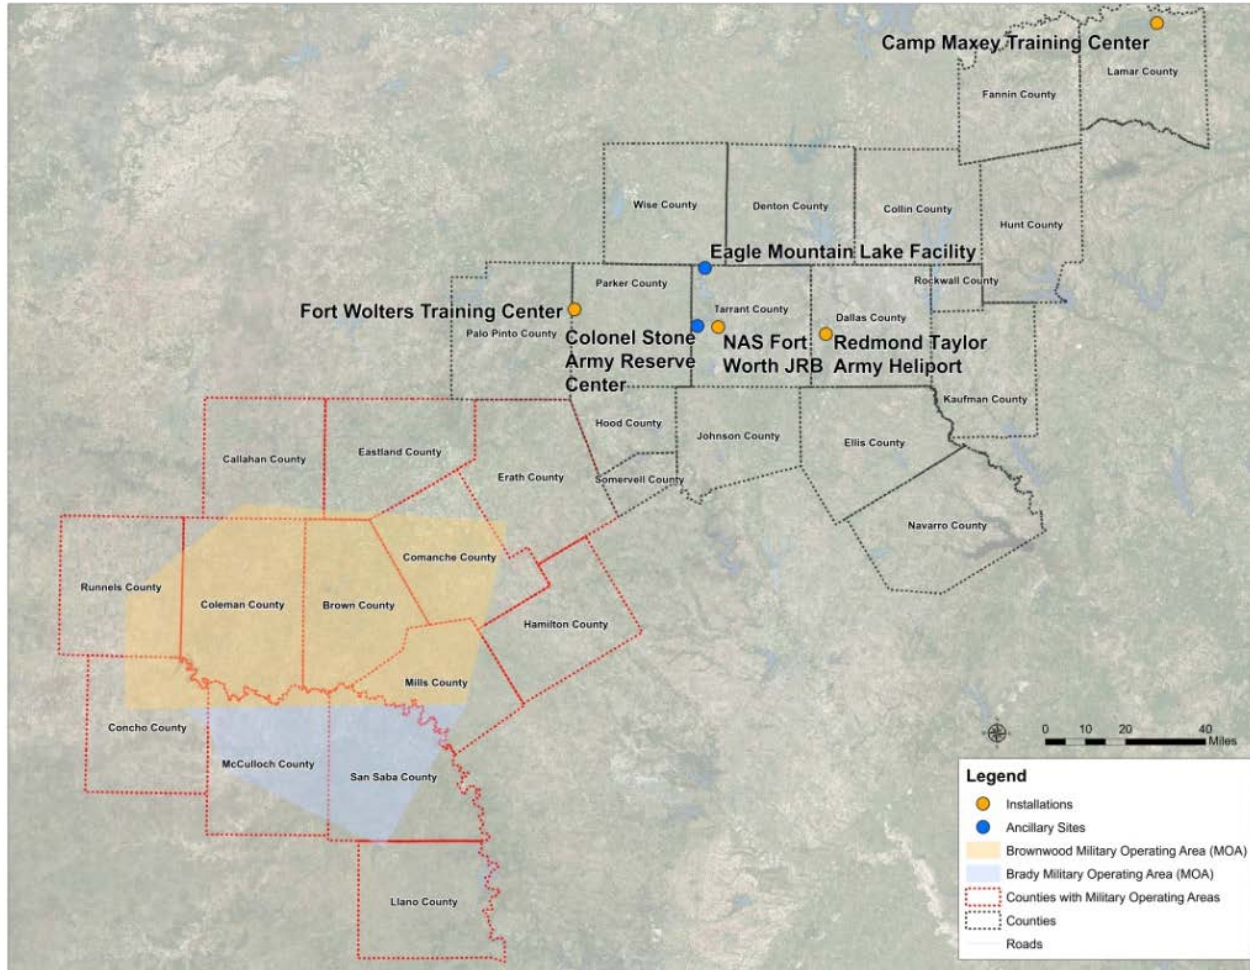 Camp Maxey Training Center
Lamar County
Fannin County
Wise County
Denton County
Collin County
Hunt County
Eagle Mountain Lake Facility
Rockwall County
Parker County
Fort Wolters Training Center
Tarrant County
Dallas County
Palo Pinto County
Colonel Stone
Army Reserve
Center
NAS Fort
Worth JRB
Redmond Taylor
Army Heliport
Kaufman County
Hood County
Johnson County
Ellis County
Callahan County
Eastland County
Erath County
Somervell County
Navarro County
Comanche County
Runnels County
Coleman County
Brown County
Hamilton County
Mills County
Concho County
McCulloch County
San Saba County
Llano County
0 10 20 40
Miles
Legend
Installations
Ancillary Sites
Brownwood Military Operating Area (MOA)
Brady Military Operating Area (MOA)
Counties with Military Operating Areas
Counties
Roads